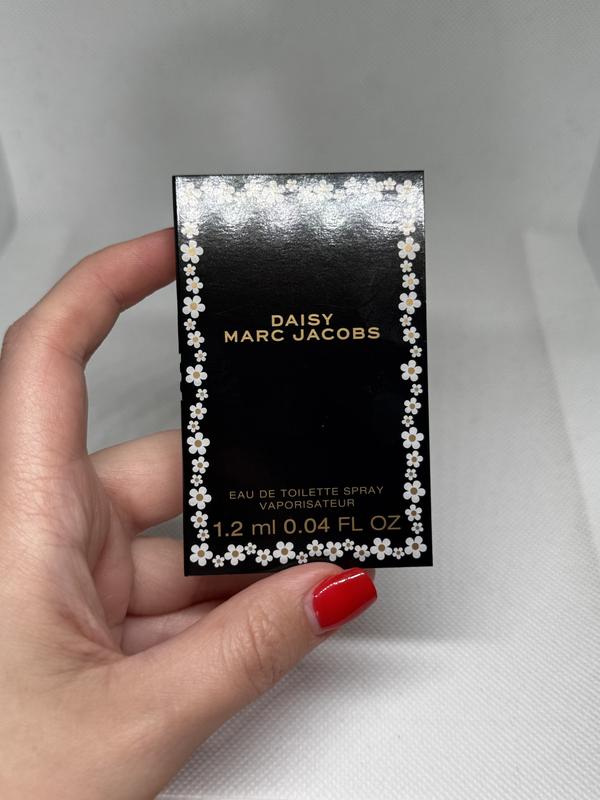 DAISY
MARC JACOBS
EAU DE TOILETTE SPRAY
VAPORISATEUR
1.2 ml 0.04 FL OZ